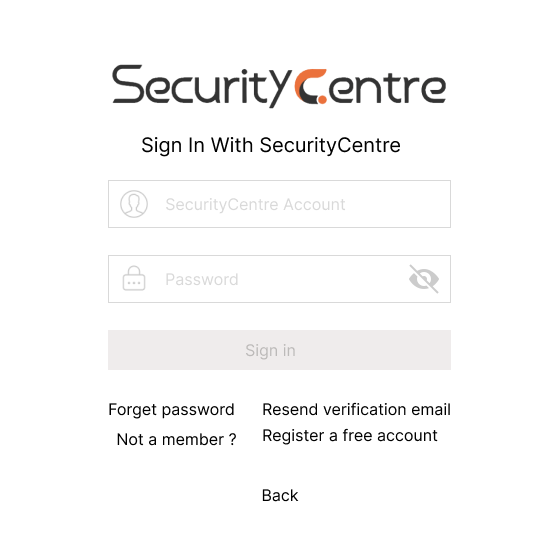 SecurityCentre
Sign In With SecurityCentre
SecurityCentre Account
Password
Sign in
Forget password
Resend verification email
Not a member ?
Register a free account
Back